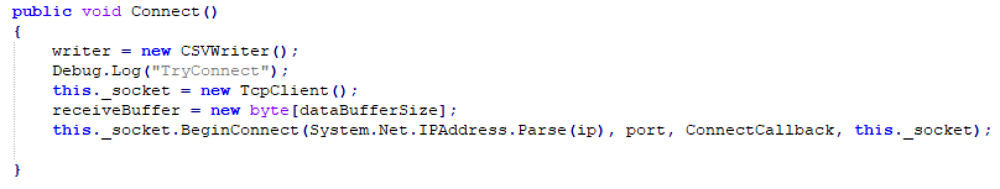 public void Connect()
{
writer = new CSVWriter();
Debug.Log("TryConnect");
this._socket = new TcpClient();
receiveBuffer = new byte[dataBufferSize];
this._socket.BeginConnect(System.Net.IPAddress.Parse(ip), port, ConnectCallback, this._socket);
}